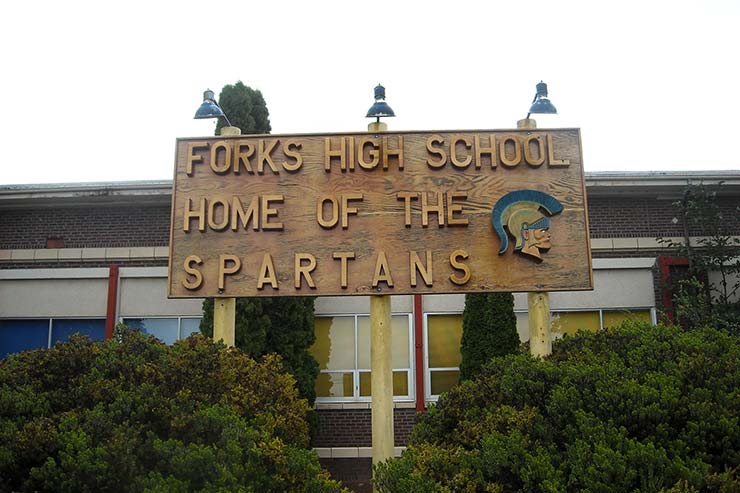 FORKS HIGH SCHOOL
HOME OF THE
SPARTANS